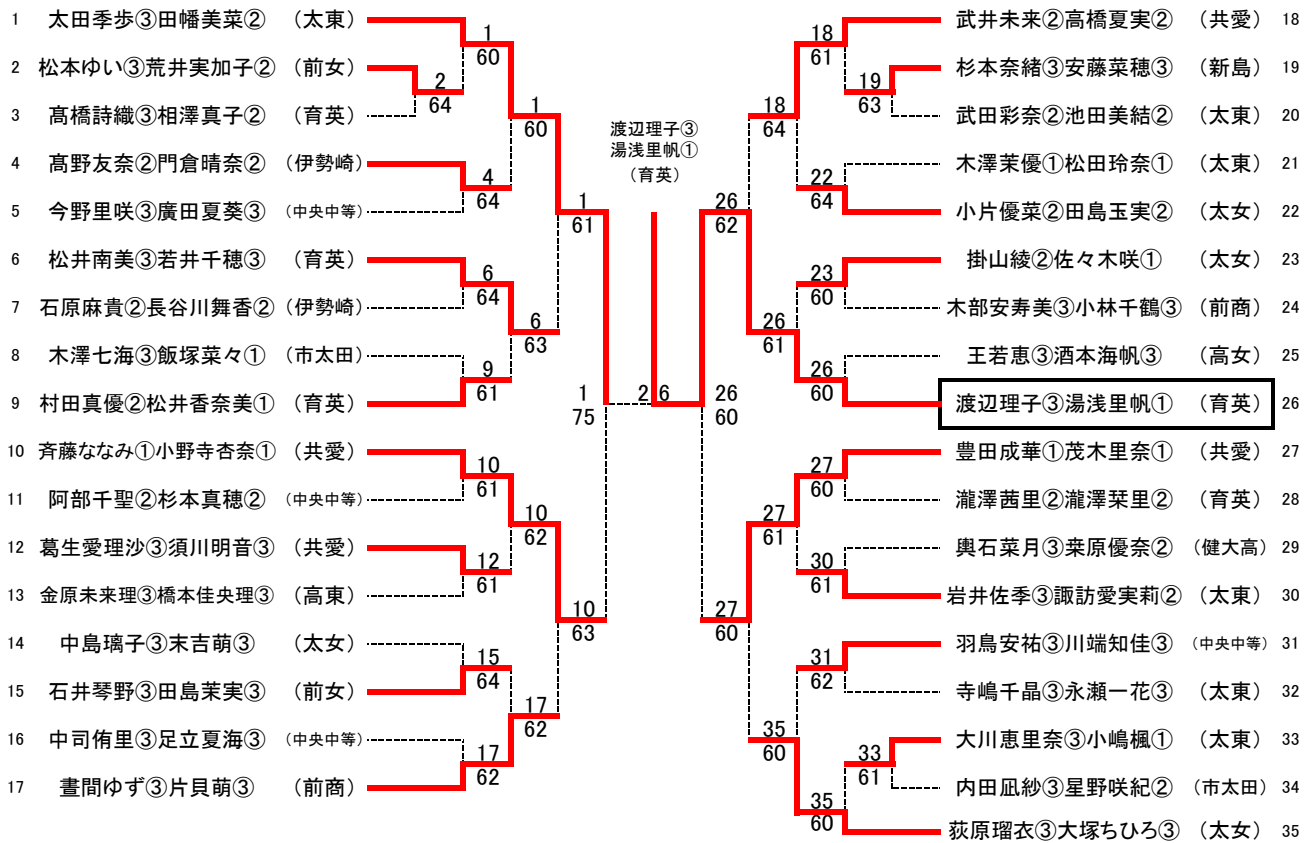 1 太田季歩③田幡美菜② （太東）
2 松本ゆい③荒井実加子② （前女）
3 髙橋詩織③相澤真子② （育英）
4 髙野友奈②門倉晴奈② （伊勢崎）
5 今野里咲③廣田夏葵③ （中央中等）
6 松井南美③若井千穂③ （育英）
7 石原麻貴②長谷川舞香② （伊勢崎）
8 木澤七海③飯塚菜々① （市太田）
9 村田真優②松井香奈美① （育英）
10 斉藤ななみ①小野寺杏奈① （共愛）
11 阿部千聖②杉本真穂② （中央中等）
12 葛生愛理沙③須川明音③ （共愛）
13 金原未来理③橋本佳央理③ （高東）
14 中島璃子③末吉萌③ （太女）
15 石井琴野③田島茉実③ （前女）
16 中司侑里③足立夏海③ （中央中等）
17 晝間ゆず③片貝萌③ （前商）
1
60
2
64
4
64
6
64
9
61
10
61
12
61
15
64
17
62
1
60
6
63
10
62
17
62
1
61
10
63
1
75
渡辺理子③
湯浅里帆①
（育英）
2 6
26
60
26
62
27
60
18
64
26
61
27
61
35
60
18
61
19
63
22
64
23
60
26
60
27
60
30
61
31
62
33
61
35
60
武井未来②高橋夏実② （共愛） 18
杉本奈緒③安藤菜穂③ （新島） 19
武田彩奈②池田美結② （太東） 20
木澤茉優①松田玲奈① （太東） 21
小片優菜②田島玉実② （太女） 22
掛山綾②佐々木咲① （太女） 23
木部安寿美③小林千鶴③ （前商） 24
王若恵③酒本海帆③ （高女） 25
渡辺理子③湯浅里帆① （育英） 26
豊田成華①茂木里奈① （共愛） 27
瀧澤茜里②瀧澤栞里② （育英） 28
輿石菜月③桒原優奈② （健大高） 29
岩井佐季③諏訪愛実莉② （太東） 30
羽鳥安祐③川端知佳③ （中央中等） 31
寺嶋千晶③永瀬一花③ （太東） 32
大川恵里奈③小嶋楓① （太東） 33
内田凪紗③星野咲紀② （市太田） 34
荻原瑠衣③大塚ちひろ③ （太女） 35